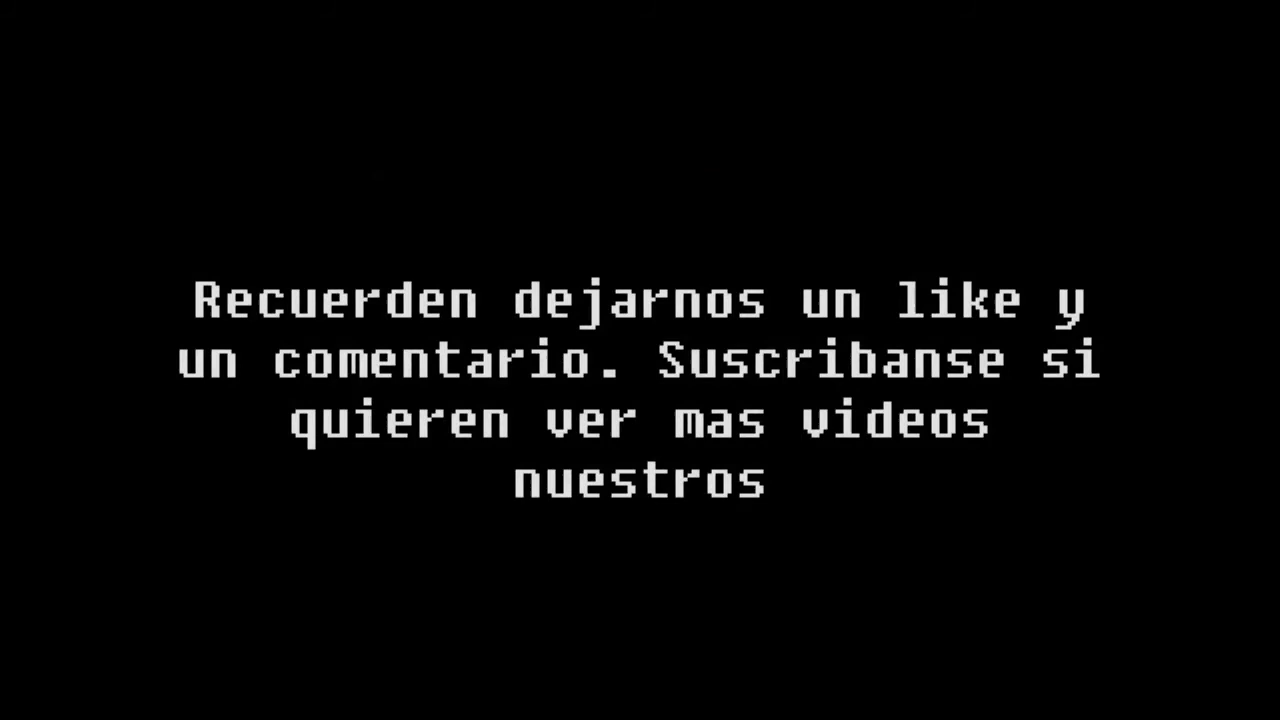 Recuerden dejarnos un like y
un comentario. Suscribanse si
quieren ver mas videos
nuestros